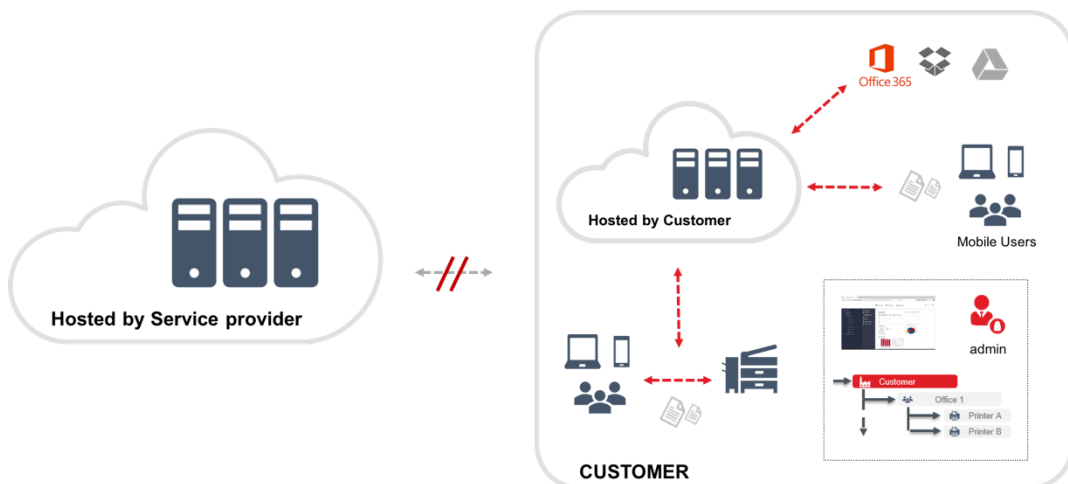 Office 365
Hosted by Customer
Mobile Users
Hosted by Service provider
admin
Customer
Office 1
Printer A
Printer B
CUSTOMER